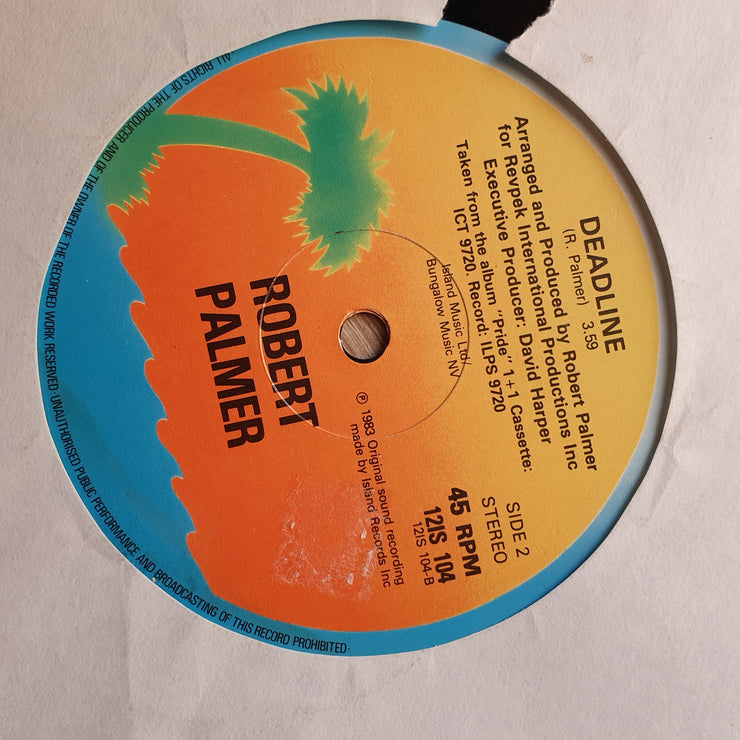 DEADLINE
(R. Palmer) 3.59
Arranged and Produced by Robert Palmer
for Revpek International Productions Inc
Executive Producer: David Harper
Taken from the album "Pride" 1+1 Cassette:
ICT 9720. Record: ILPS 9720
Island Music Ltd/
Bungalow Music NV
SIDE 2
STEREO
45 RPM
12IS 104
12IS 104-B
℗ 1983 Original sound recording
made by Island Records Inc
ROBERT
PALMER
ALL RIGHTS OF THE PRODUCER AND OF THE OWNER OF THE RECORDED WORK RESERVED·UNAUTHORISED PUBLIC PERFORMANCE AND BROADCASTING OF THIS RECORD PROHIBITED·